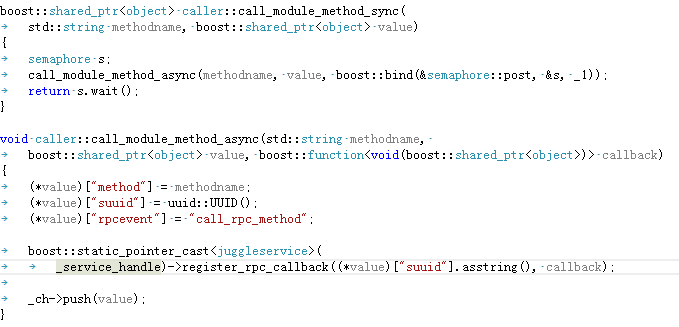 boost::shared_ptr<object> caller::call_module_method_sync(
std::string methodname, boost::shared_ptr<object> value)
{
semaphore s;
call_module_method_async(methodname, value, boost::bind(&semaphore::post, &s, _1));
return s.wait();
}
void caller::call_module_method_async(std::string methodname,
boost::shared_ptr<object> value, boost::function<void(boost::shared_ptr<object>)> callback)
{
(*value)["method"] = methodname;
(*value)["suuid"] = uuid::UUID();
(*value)["rpcevent"] = "call_rpc_method";
boost::static_pointer_cast<juggleservice>(
_service_handle)->register_rpc_callback((*value)["suuid"].asstring(), callback);
_ch->push(value);
}